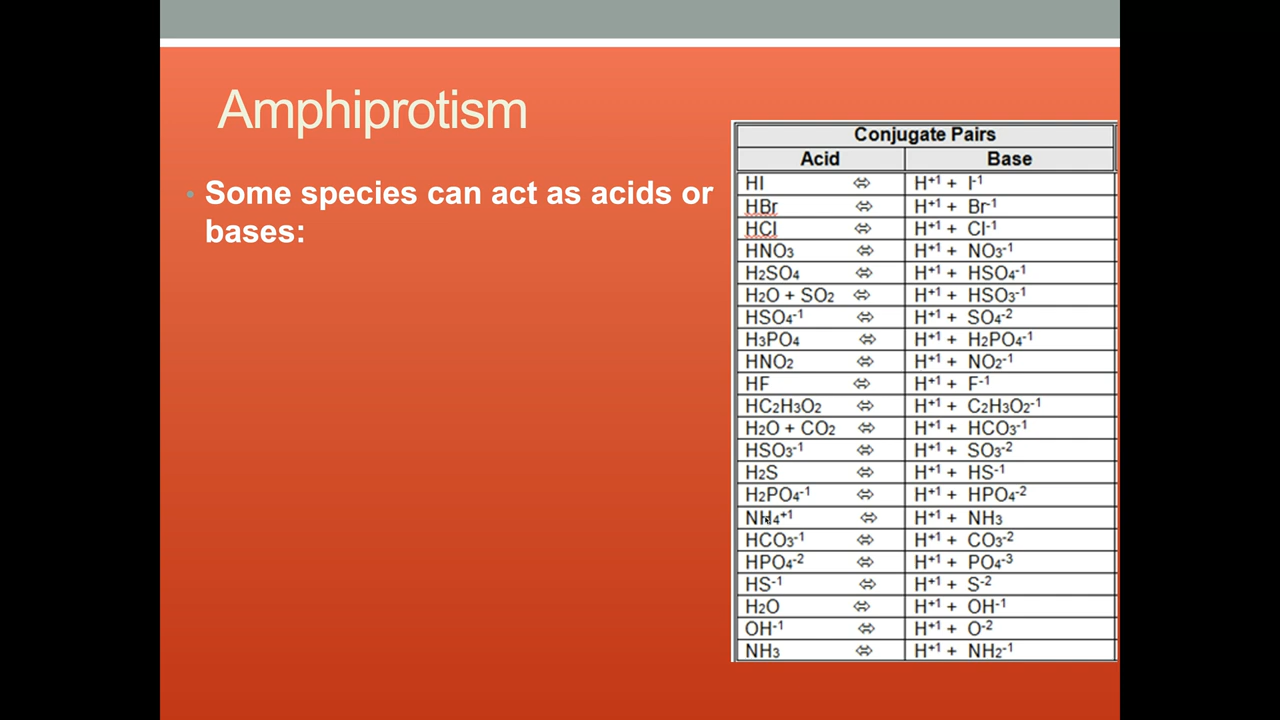 Amphiprotism
• Some species can act as acids or
bases:
Conjugate Pairs
Acid Base
HI ⇔ H⁺¹ + I⁻¹
HBr ⇔ H⁺¹ + Br⁻¹
HCl ⇔ H⁺¹ + Cl⁻¹
HNO₃ ⇔ H⁺¹ + NO₃⁻¹
H₂SO₄ ⇔ H⁺¹ + HSO₄⁻¹
H₂O + SO₂ ⇔ H⁺¹ + HSO₃⁻¹
HSO₄⁻¹ ⇔ H⁺¹ + SO₄⁻²
H₃PO₄ ⇔ H⁺¹ + H₂PO₄⁻¹
HNO₂ ⇔ H⁺¹ + NO₂⁻¹
HF ⇔ H⁺¹ + F⁻¹
HC₂H₃O₂ ⇔ H⁺¹ + C₂H₃O₂⁻¹
H₂O + CO₂ ⇔ H⁺¹ + HCO₃⁻¹
HSO₃⁻¹ ⇔ H⁺¹ + SO₃⁻²
H₂S ⇔ H⁺¹ + HS⁻¹
H₂PO₄⁻¹ ⇔ H⁺¹ + HPO₄⁻²
NH₄⁺¹ ⇔ H⁺¹ + NH₃
HCO₃⁻¹ ⇔ H⁺¹ + CO₃⁻²
HPO₄⁻² ⇔ H⁺¹ + PO₄⁻³
HS⁻¹ ⇔ H⁺¹ + S⁻²
H₂O ⇔ H⁺¹ + OH⁻¹
OH⁻¹ ⇔ H⁺¹ + O⁻²
NH₃ ⇔ H⁺¹ + NH₂⁻¹